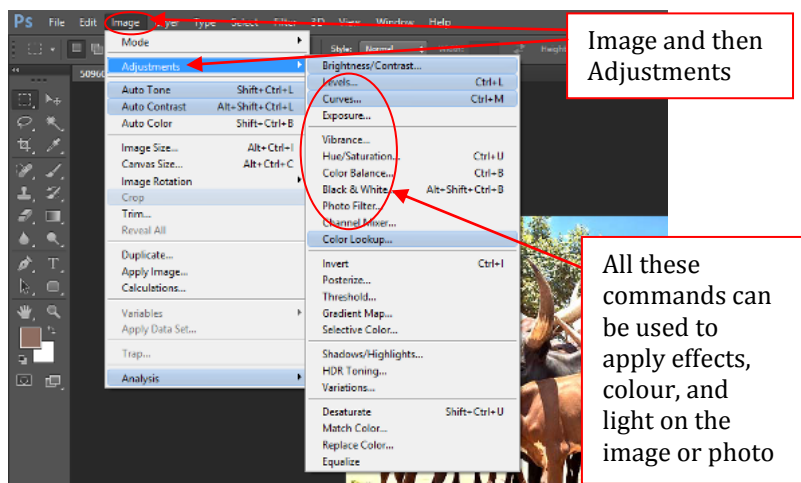 Ps File Edit Image Layer Type Select Filter 3D View Window Help
Mode
Style: Normal Width: Height
Adjustments
Auto Tone Shift+Ctrl+L
Auto Contrast Alt+Shift+Ctrl+L
Auto Color Shift+Ctrl+B
Image Size... Alt+Ctrl+I
Canvas Size... Alt+Ctrl+C
Image Rotation
Crop
Trim...
Reveal All
Duplicate...
Apply Image...
Calculations...
Variables
Apply Data Set...
Trap...
Analysis
5096
Brightness/Contrast...
Levels... Ctrl+L
Curves... Ctrl+M
Exposure...
Vibrance...
Hue/Saturation... Ctrl+U
Color Balance... Ctrl+B
Black & White... Alt+Shift+Ctrl+B
Photo Filter...
Channel Mixer...
Color Lookup...
Invert Ctrl+I
Posterize...
Threshold...
Gradient Map...
Selective Color...
Shadows/Highlights...
HDR Toning...
Variations...
Desaturate Shift+Ctrl+U
Match Color...
Replace Color...
Equalize
Image and then
Adjustments
All these
commands can
be used to
apply effects,
colour, and
light on the
image or photo